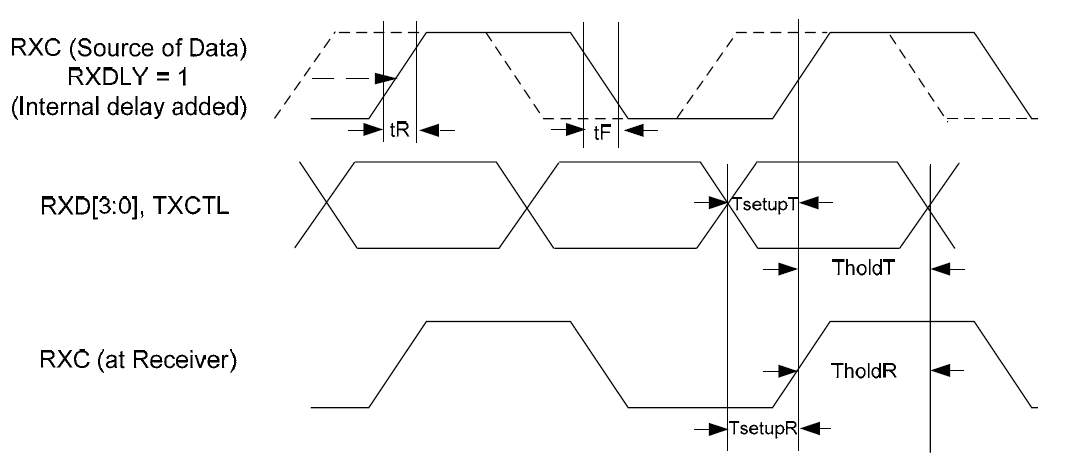 RXC (Source of Data)
RXDLY = 1
(Internal delay added)
tR
tF
RXD[3:0], TXCTL
TsetupT
TholdT
RXC (at Receiver)
TholdR
TsetupR